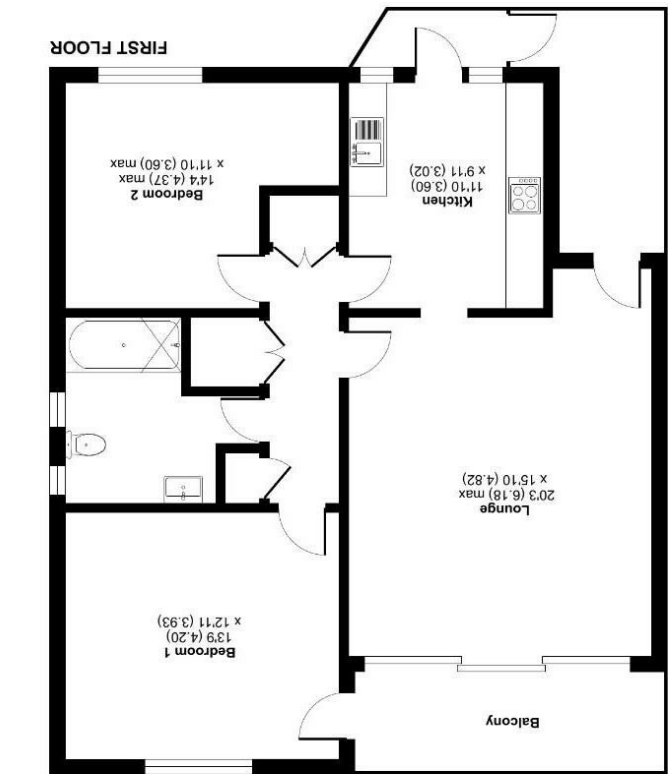 Balcony
Bedroom 1
13'9 (4.20)
x 12'11 (3.93)
Lounge
20'3 (6.18) max
x 15'10 (4.82)
Kitchen
11'10 (3.60)
x 9'11 (3.02)
Bedroom 2
14'4 (4.37) max
x 11'10 (3.60) max
FIRST FLOOR